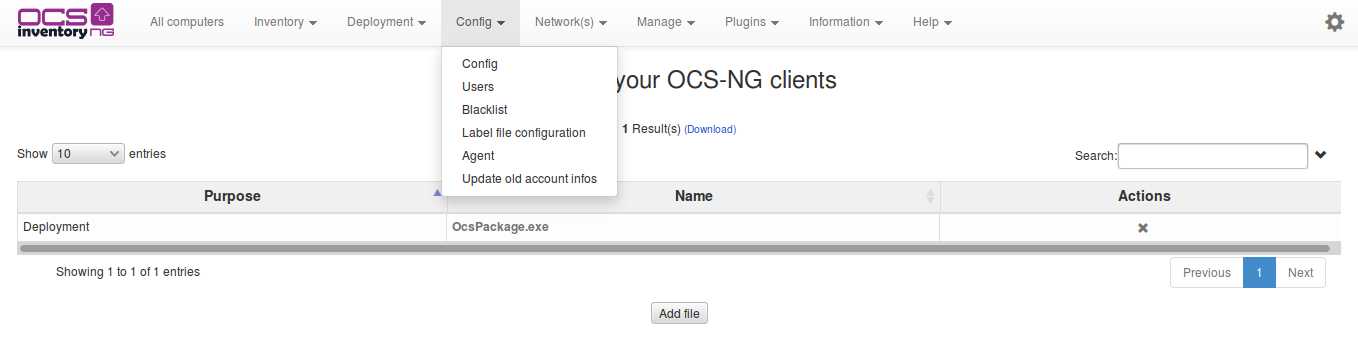 OCS inventory NG
All computers Inventory Deployment Config Network(s) Manage Plugins Information Help
Config
Users
Blacklist
Label file configuration
Agent
Update old account infos
your OCS-NG clients
1 Result(s) (Download)
Show 10 entries Search:
Purpose Name Actions
Deployment OcsPackage.exe
Showing 1 to 1 of 1 entries Previous 1 Next
Add file